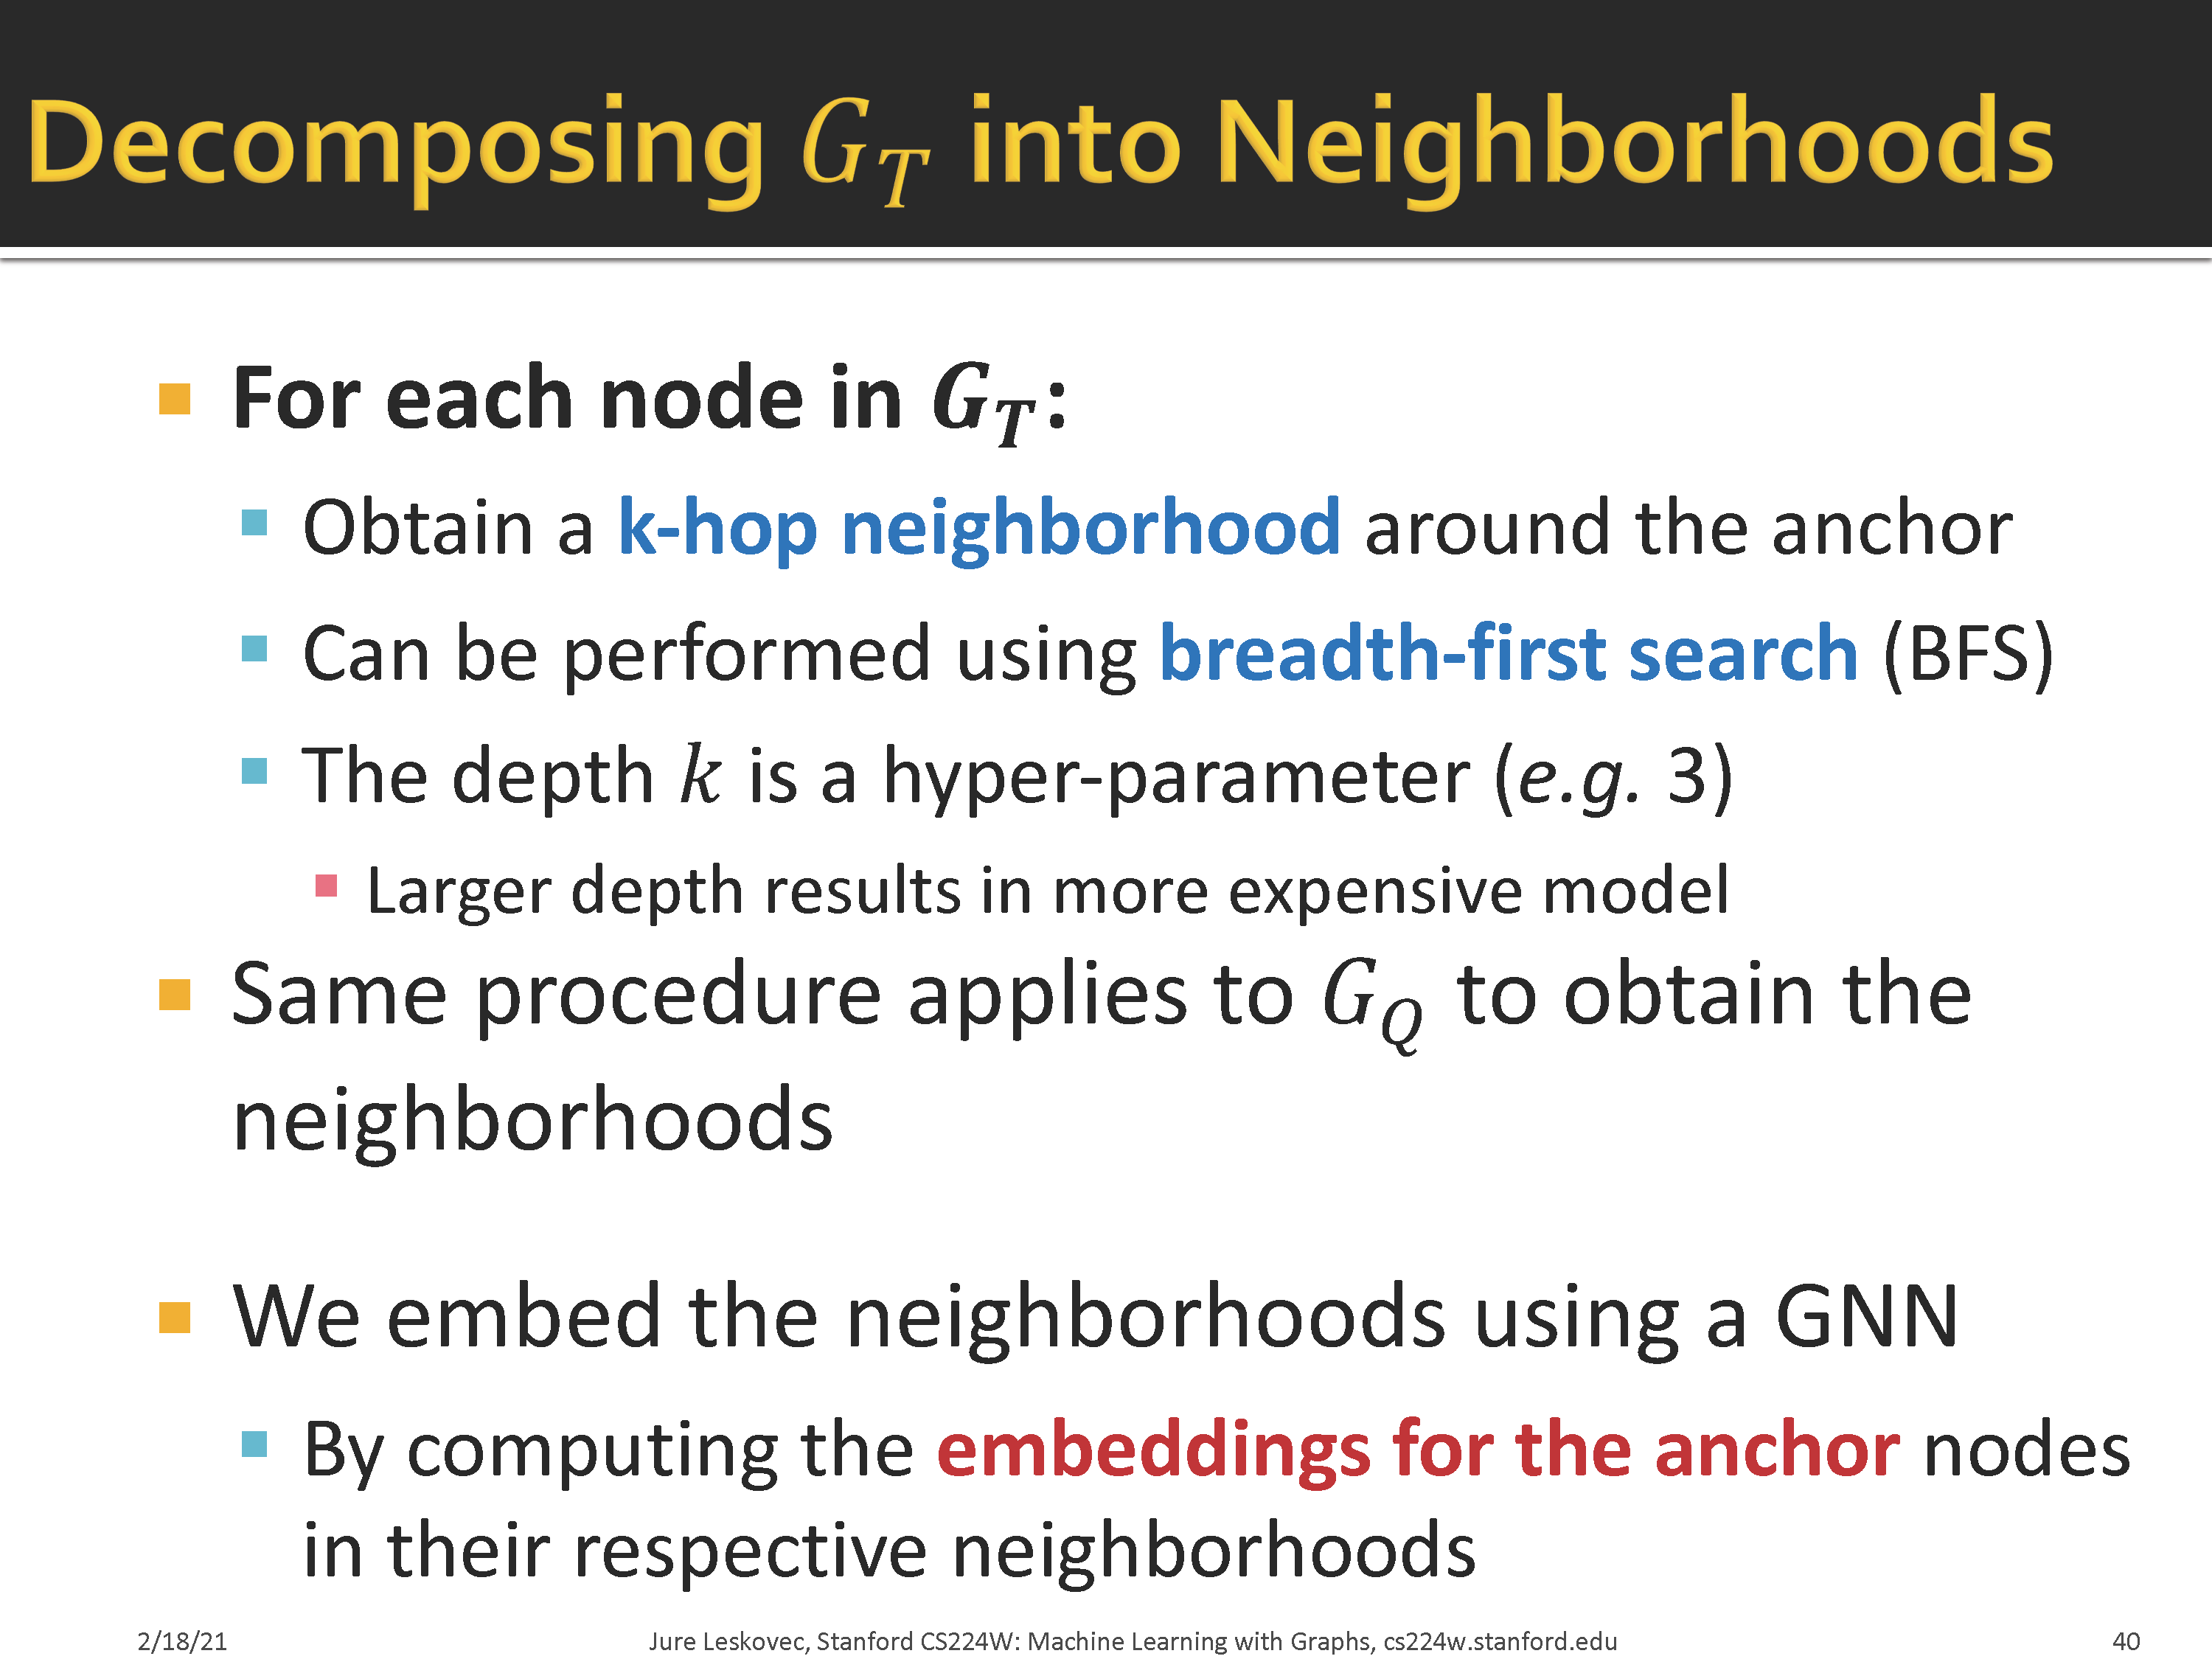 Decomposing G_T into Neighborhoods
▪ For each node in G_T:
▪ Obtain a k-hop neighborhood around the anchor
▪ Can be performed using breadth-first search (BFS)
▪ The depth k is a hyper-parameter (e.g. 3)
▪ Larger depth results in more expensive model
▪ Same procedure applies to G_Q to obtain the
neighborhoods
▪ We embed the neighborhoods using a GNN
▪ By computing the embeddings for the anchor nodes
in their respective neighborhoods
2/18/21 Jure Leskovec, Stanford CS224W: Machine Learning with Graphs, cs224w.stanford.edu 40